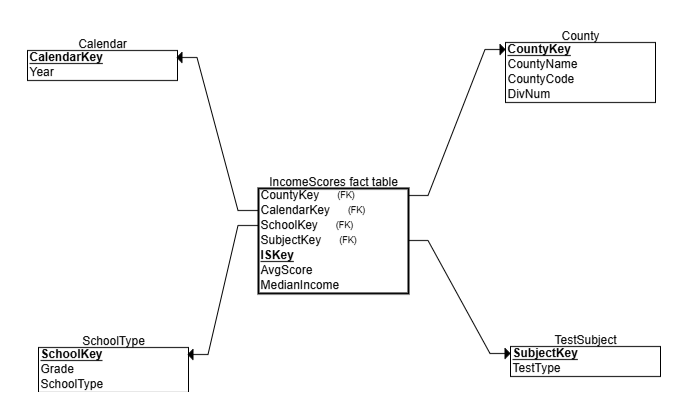 Calendar
CalendarKey
Year
County
CountyKey
CountyName
CountyCode
DivNum
IncomeScores fact table
CountyKey (FK)
CalendarKey (FK)
SchoolKey (FK)
SubjectKey (FK)
ISKey
AvgScore
MedianIncome
SchoolType
SchoolKey
Grade
SchoolType
TestSubject
SubjectKey
TestType